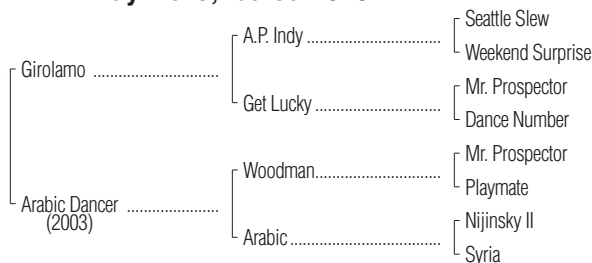 Seattle Slew
A.P. Indy
Weekend Surprise
Girolamo
Mr. Prospector
Get Lucky
Dance Number
Mr. Prospector
Woodman
Playmate
Arabic Dancer
(2003)
Nijinsky II
Arabic
Syria